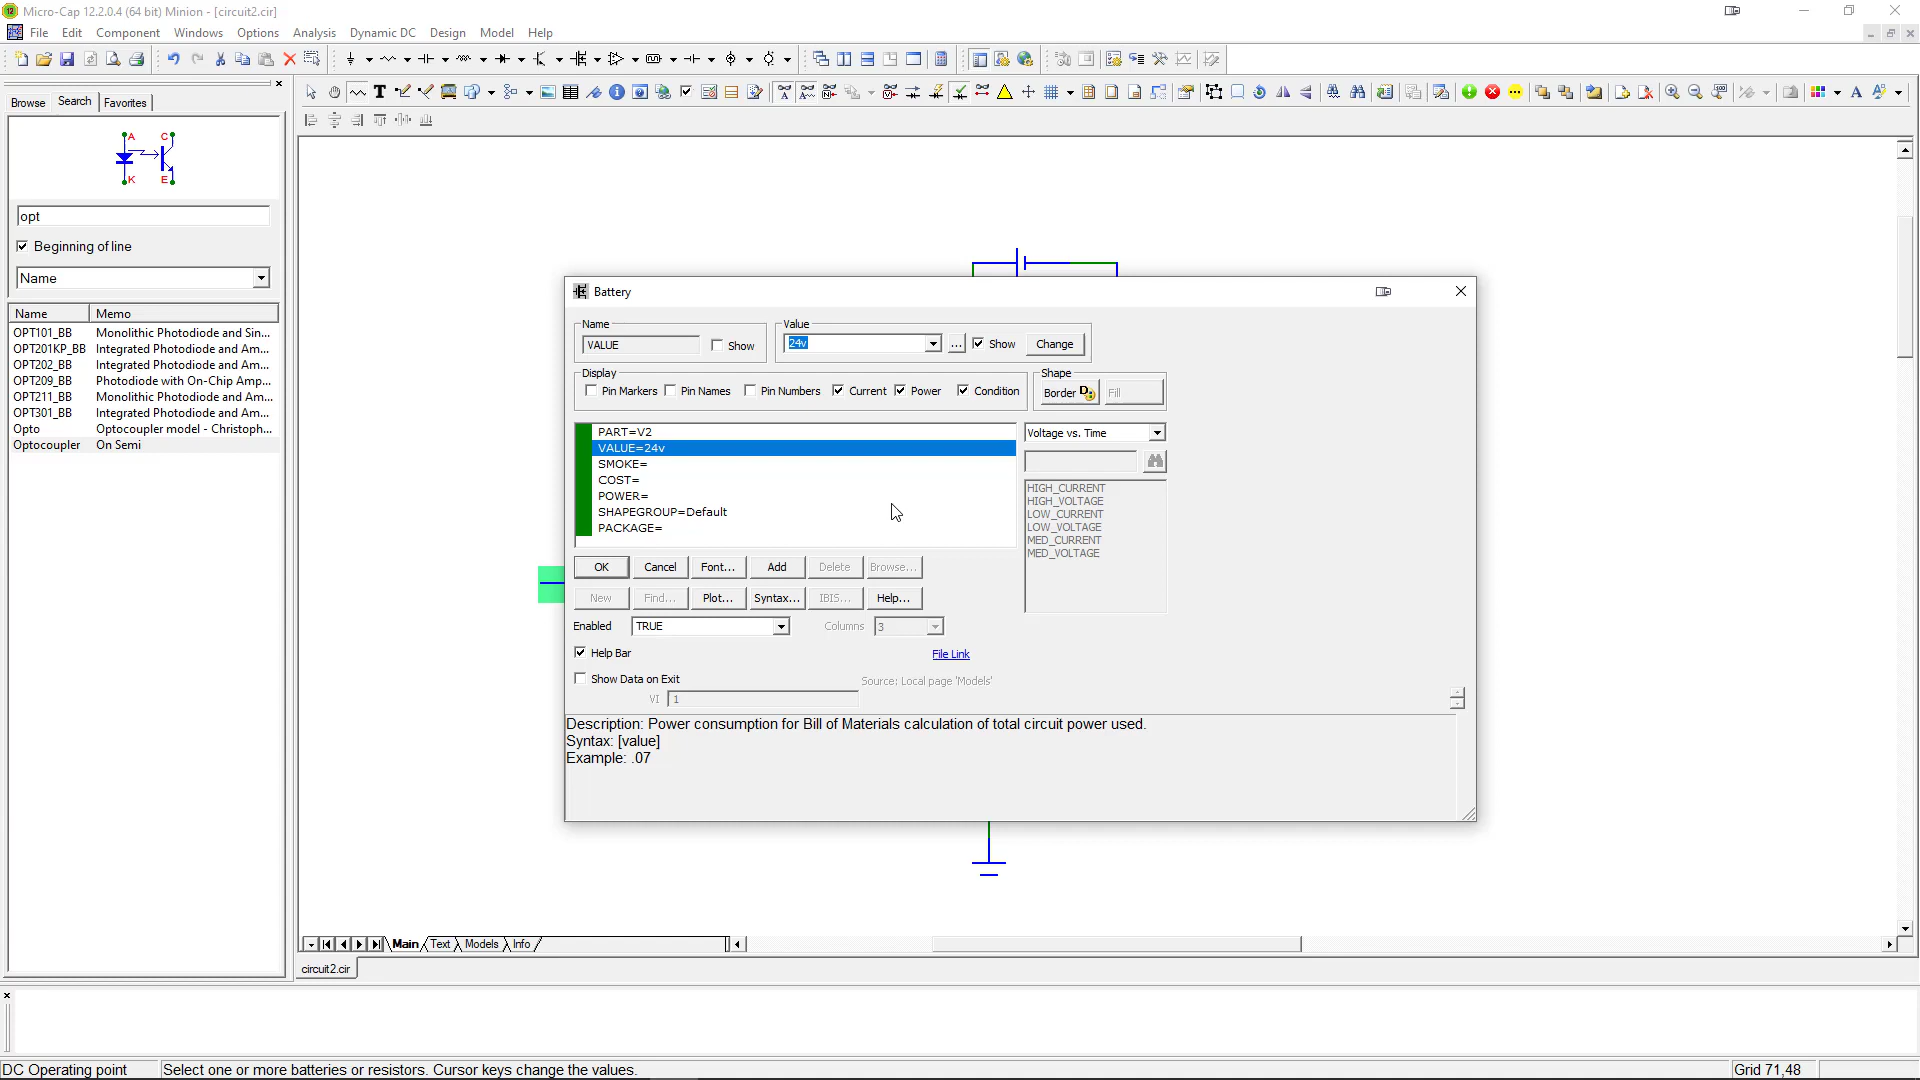 Micro-Cap 12.2.0.4 (64 bit) Minion - [circuit2.cir]
File Edit Component Windows Options Analysis Dynamic DC Design Model Help
Browse Search Favorites
A C
K E
opt
Beginning of line
Name
Name Memo
OPT101_BB Monolithic Photodiode and Sin...
OPT201KP_BB Integrated Photodiode and Am...
OPT202_BB Integrated Photodiode and Am...
OPT209_BB Photodiode with On-Chip Amp...
OPT211_BB Monolithic Photodiode and Am...
OPT301_BB Integrated Photodiode and Am...
Opto Optocoupler model - Christoph...
Optocoupler On Semi
Battery
Name
VALUE
Show
Value
24v
...
Show
Change
Display
Pin Markers Pin Names Pin Numbers Current Power Condition
Shape
Border Fill
PART=V2
VALUE=24v
SMOKE=
COST=
POWER=
SHAPEGROUP=Default
PACKAGE=
Voltage vs. Time
HIGH_CURRENT
HIGH_VOLTAGE
LOW_CURRENT
LOW_VOLTAGE
MED_CURRENT
MED_VOLTAGE
OK Cancel Font... Add Delete Browse...
New Find... Plot... Syntax... IBIS... Help...
Enabled TRUE Columns 3
Help Bar File Link
Show Data on Exit Source: Local page 'Models'
VI 1
Description: Power consumption for Bill of Materials calculation of total circuit power used.
Syntax: [value]
Example: .07
Main Text Models Info
circuit2.cir
DC Operating point Select one or more batteries or resistors. Cursor keys change the values. Grid 71,48